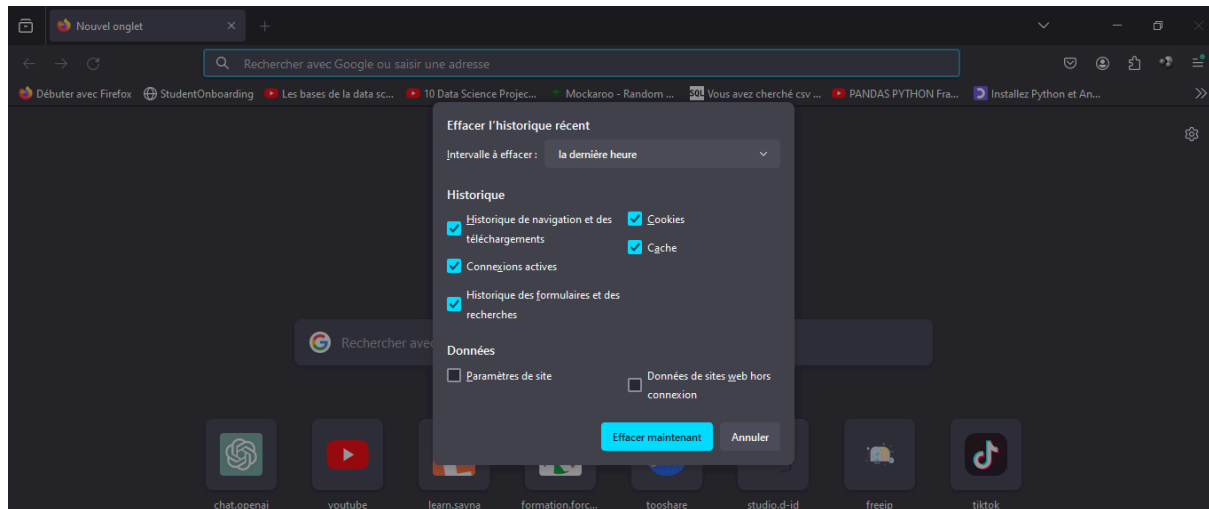 Nouvel onglet
Rechercher avec Google ou saisir une adresse
Débuter avec Firefox StudentOnboarding Les bases de la data sc... 10 Data Science Projec... Mockaroo - Random ... SQL Vous avez cherché csv ... PANDAS PYTHON Fra... Installez Python et An...
Effacer l'historique récent
Intervalle à effacer : la dernière heure
Historique
Historique de navigation et des
téléchargements
Cookies
Cache
Connexions actives
Historique des formulaires et des
recherches
Rechercher avec
Données
Paramètres de site
Données de sites web hors
connexion
Effacer maintenant Annuler
chat.openai youtube learn.sayna formation.forc... tooshare studio.d-id freeip tiktok